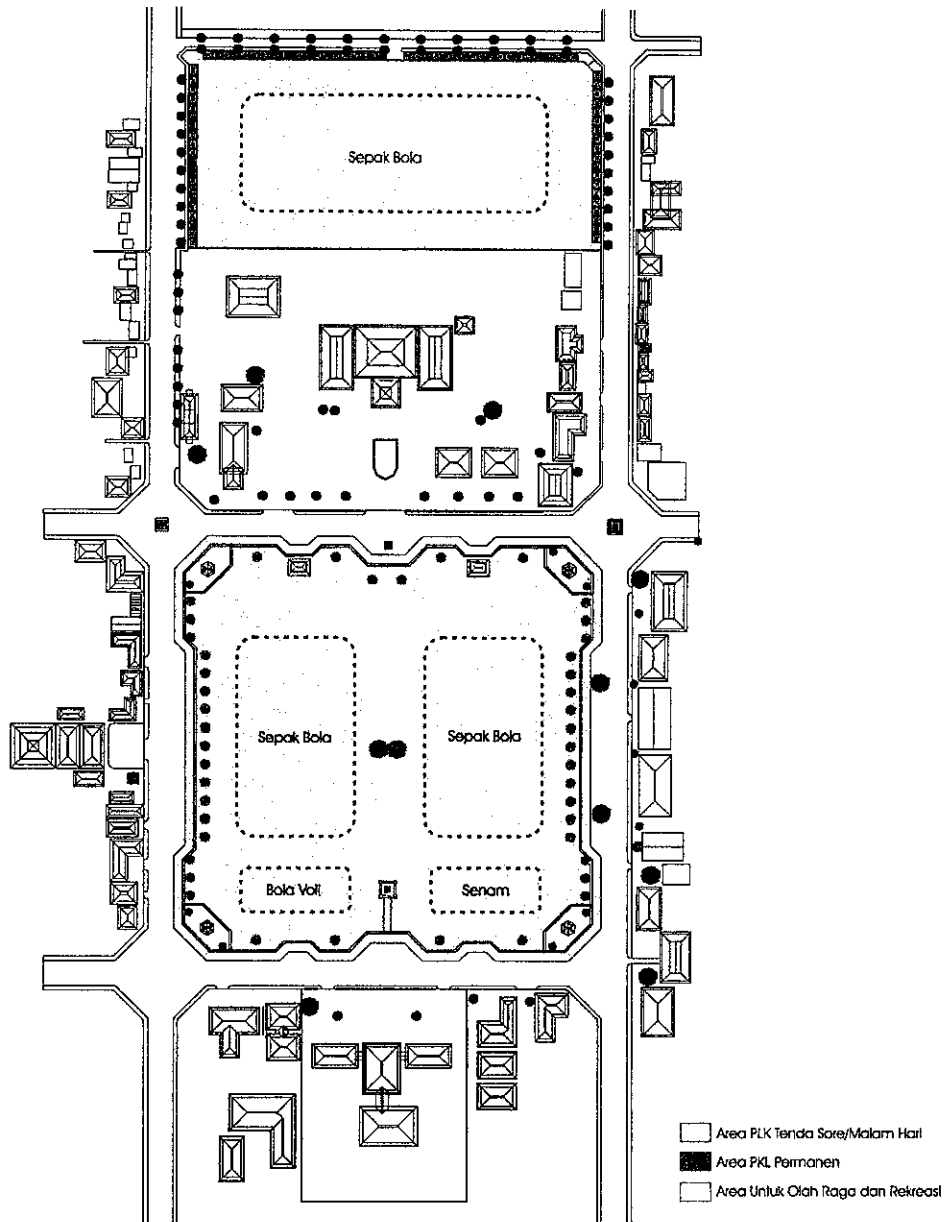 Sepak Bola
Sepak Bola
Sepak Bola
Bola Voli
Senam
Area PLK Tenda Sore/Malam Hari
Area PKL Permanen
Area Untuk Olah Raga dan Rekreasi